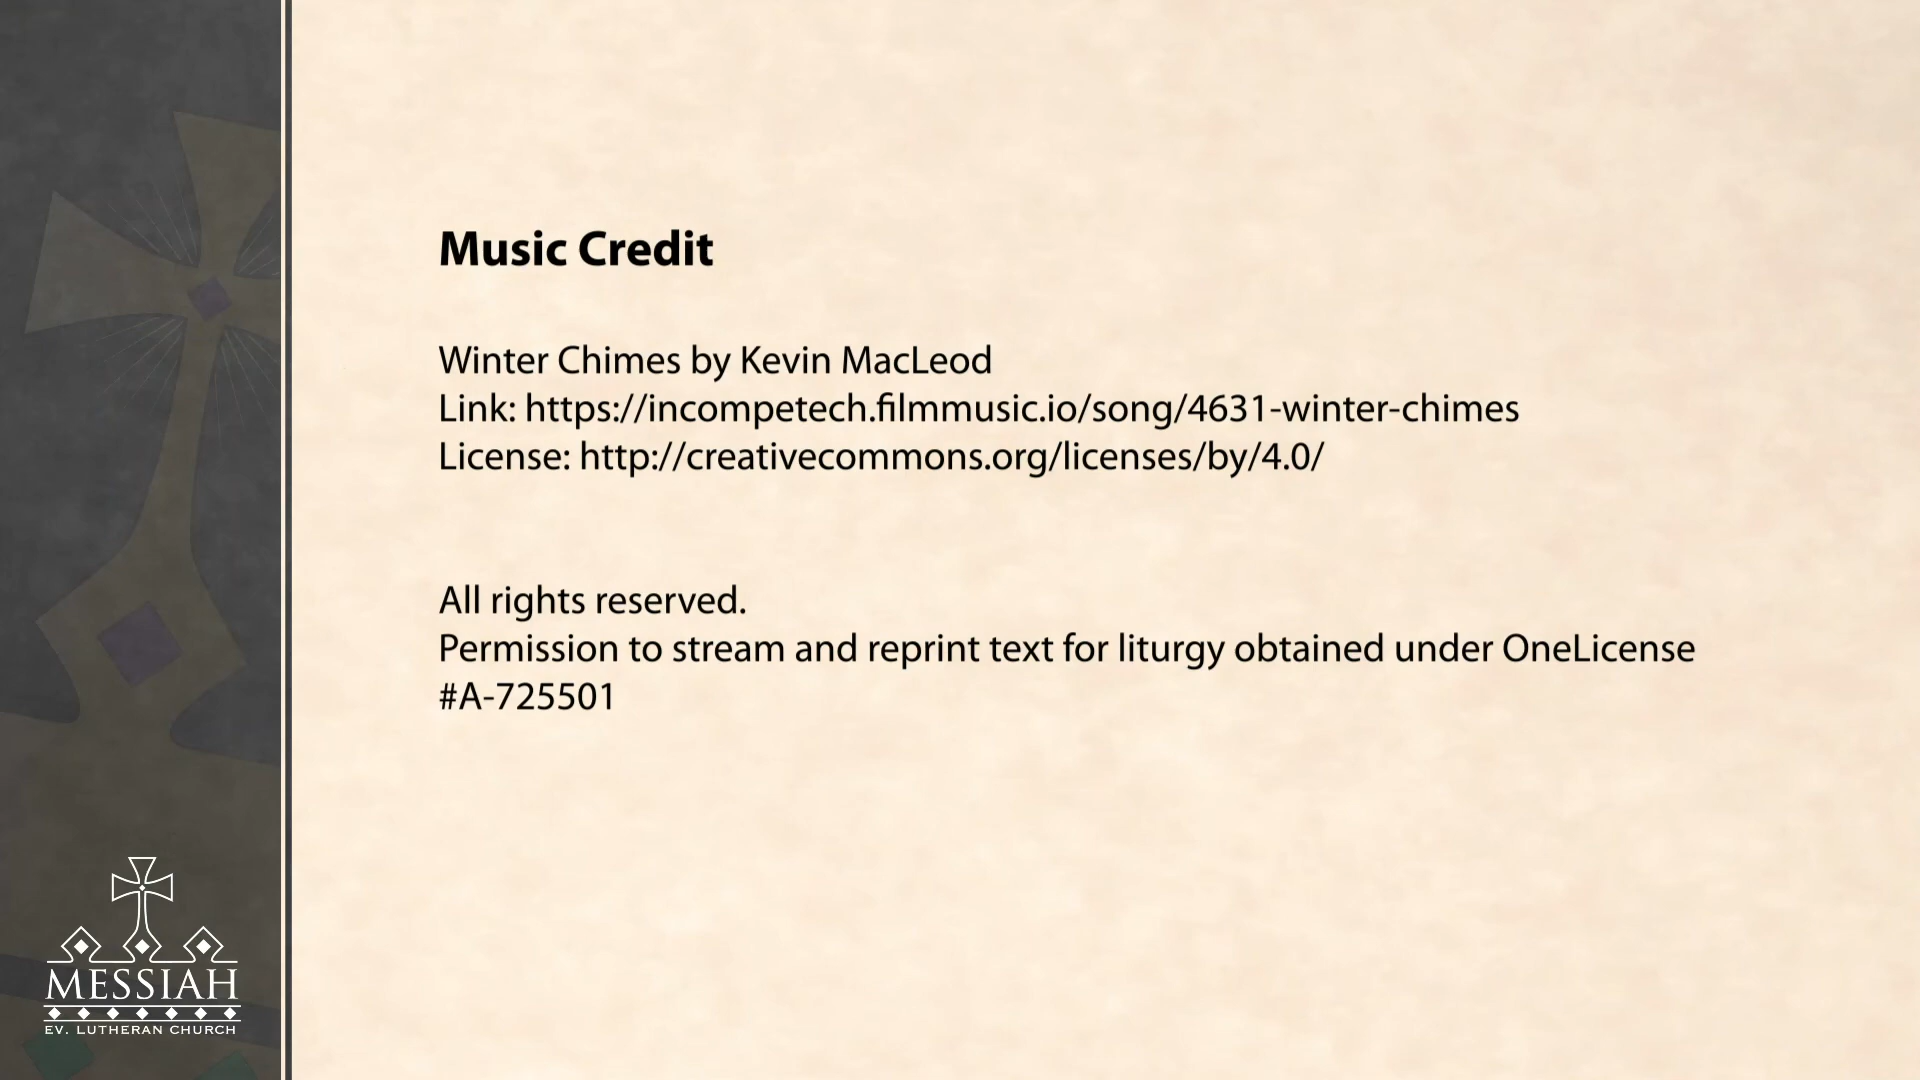 Music Credit
Winter Chimes by Kevin MacLeod
Link: https://incompetech.filmmusic.io/song/4631-winter-chimes
License: http://creativecommons.org/licenses/by/4.0/
All rights reserved.
Permission to stream and reprint text for liturgy obtained under OneLicense
#A-725501
MESSIAH
EV. LUTHERAN CHURCH